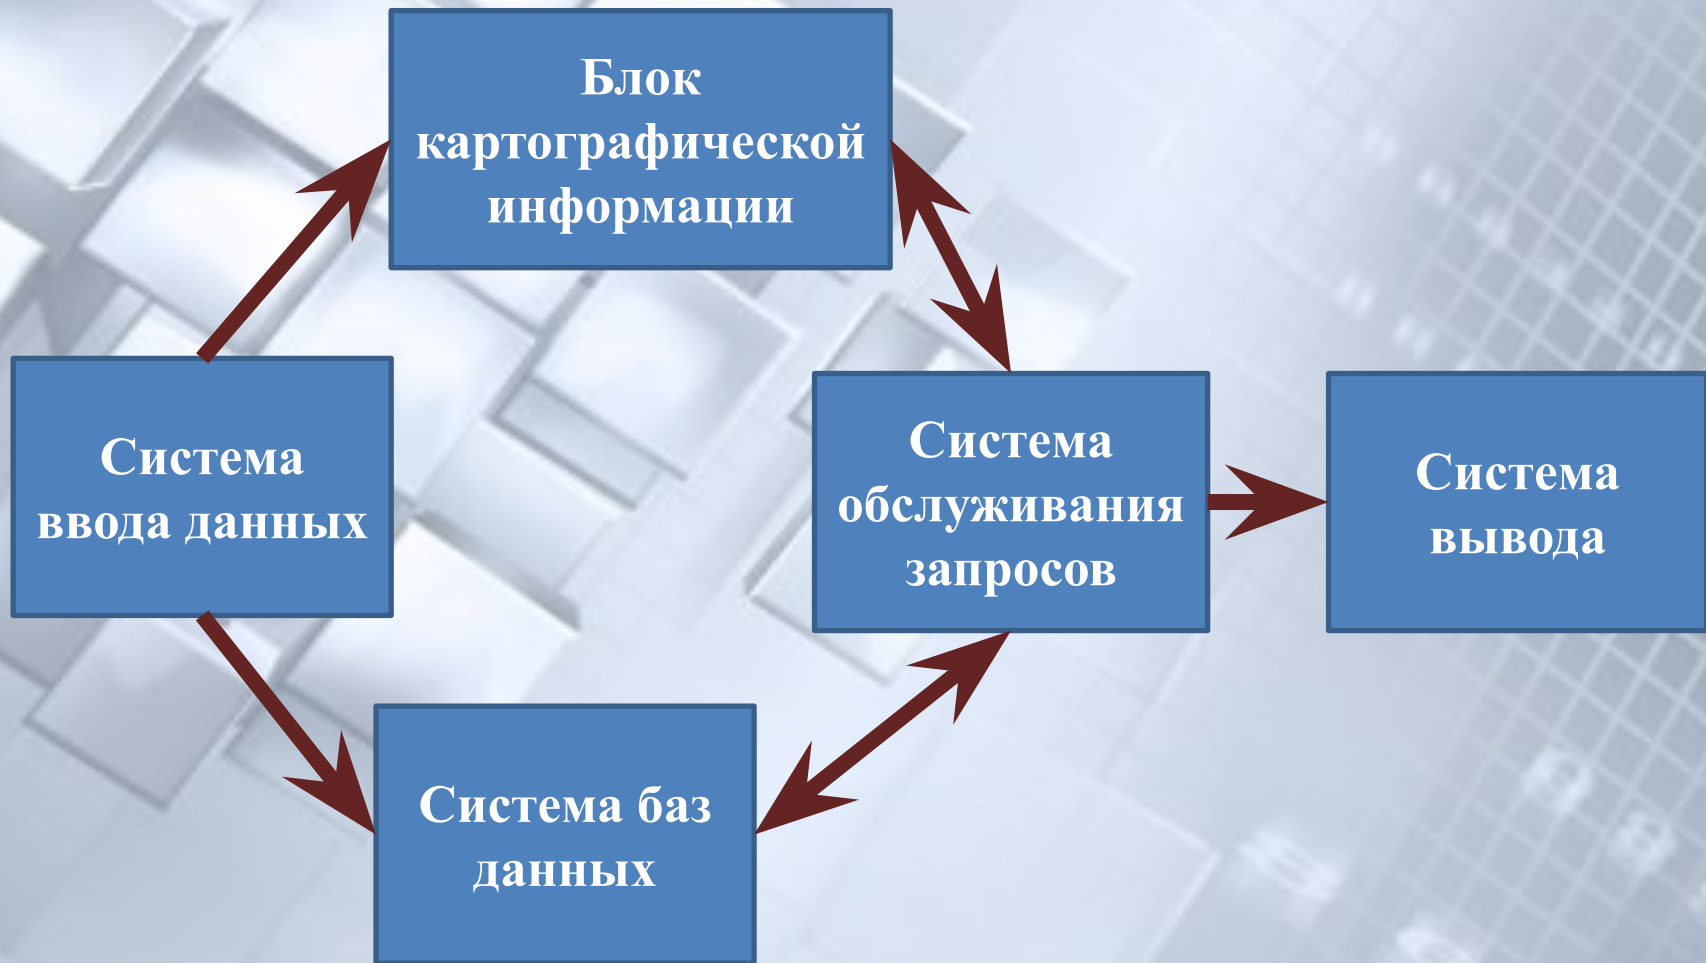 Блок
картографической
информации
Система
ввода данных
Система
обслуживания
запросов
Система
вывода
Система баз
данных